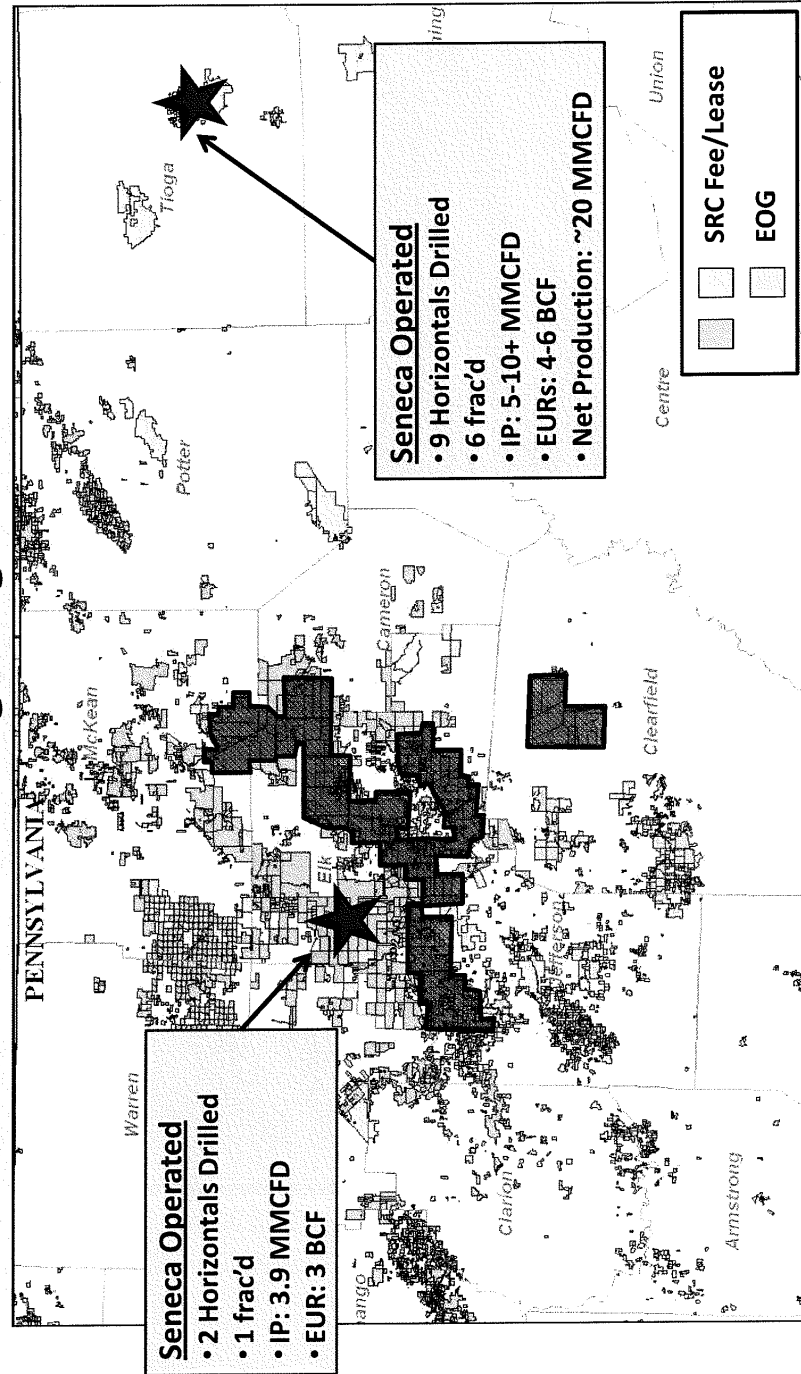 PENNSYLVANIA
Warren
McKean
Potter
Tioga
Elk
Cameron
Clarion
Jefferson
Clearfield
Centre
Union
Armstrong
Seneca Operated
• 2 Horizontals Drilled
• 1 frac'd
• IP: 3.9 MMCFD
• EUR: 3 BCF
Seneca Operated
• 9 Horizontals Drilled
• 6 frac'd
• IP: 5-10+ MMCFD
• EURs: 4-6 BCF
• Net Production: ~20 MMCFD
SRC Fee/Lease
EOG